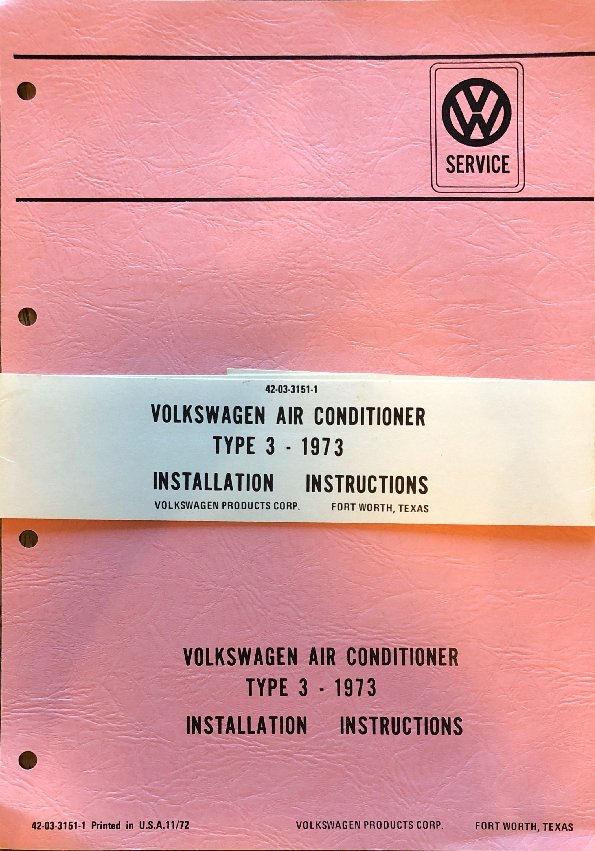 VW
SERVICE
42-03-3151-1
VOLKSWAGEN AIR CONDITIONER
TYPE 3 - 1973
INSTALLATION INSTRUCTIONS
VOLKSWAGEN PRODUCTS CORP. FORT WORTH, TEXAS
VOLKSWAGEN AIR CONDITIONER
TYPE 3 - 1973
INSTALLATION INSTRUCTIONS
42-03-3151-1 Printed in U.S.A.11/72 VOLKSWAGEN PRODUCTS CORP. FORT WORTH, TEXAS